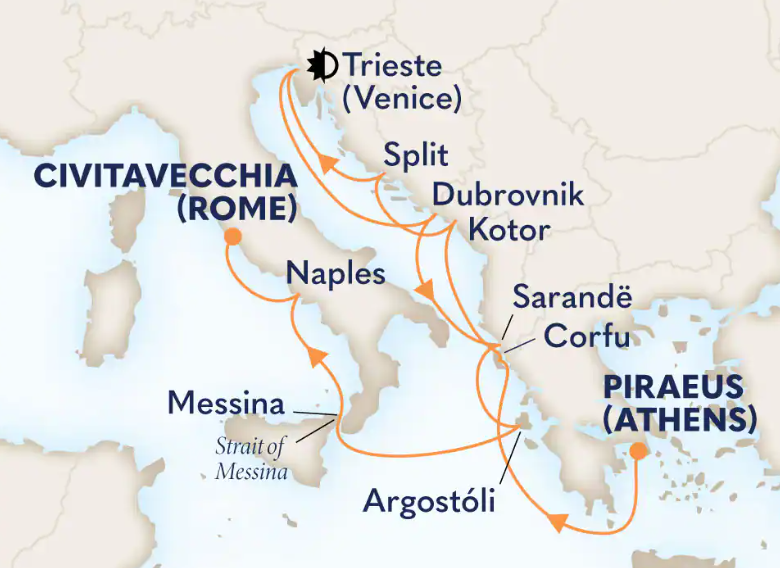 Trieste
(Venice)
Split
CIVITAVECCHIA
(ROME)
Dubrovnik
Kotor
Naples
Sarandë
Corfu
PIRAEUS
(ATHENS)
Messina
Strait of
Messina
Argostóli